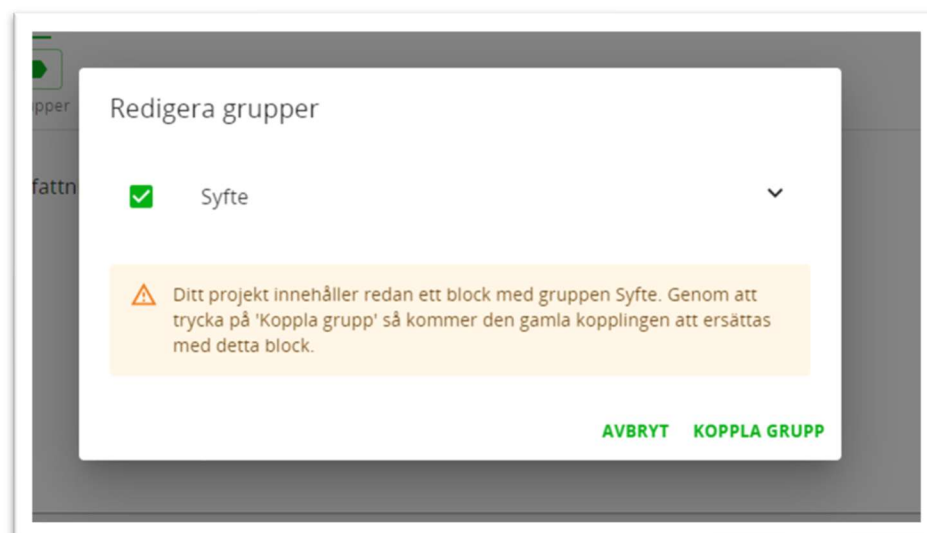 Redigera grupper
Syfte
Ditt projekt innehåller redan ett block med gruppen Syfte. Genom att
trycka på 'Koppla grupp' så kommer den gamla kopplingen att ersättas
med detta block.
AVBRYT KOPPLA GRUPP